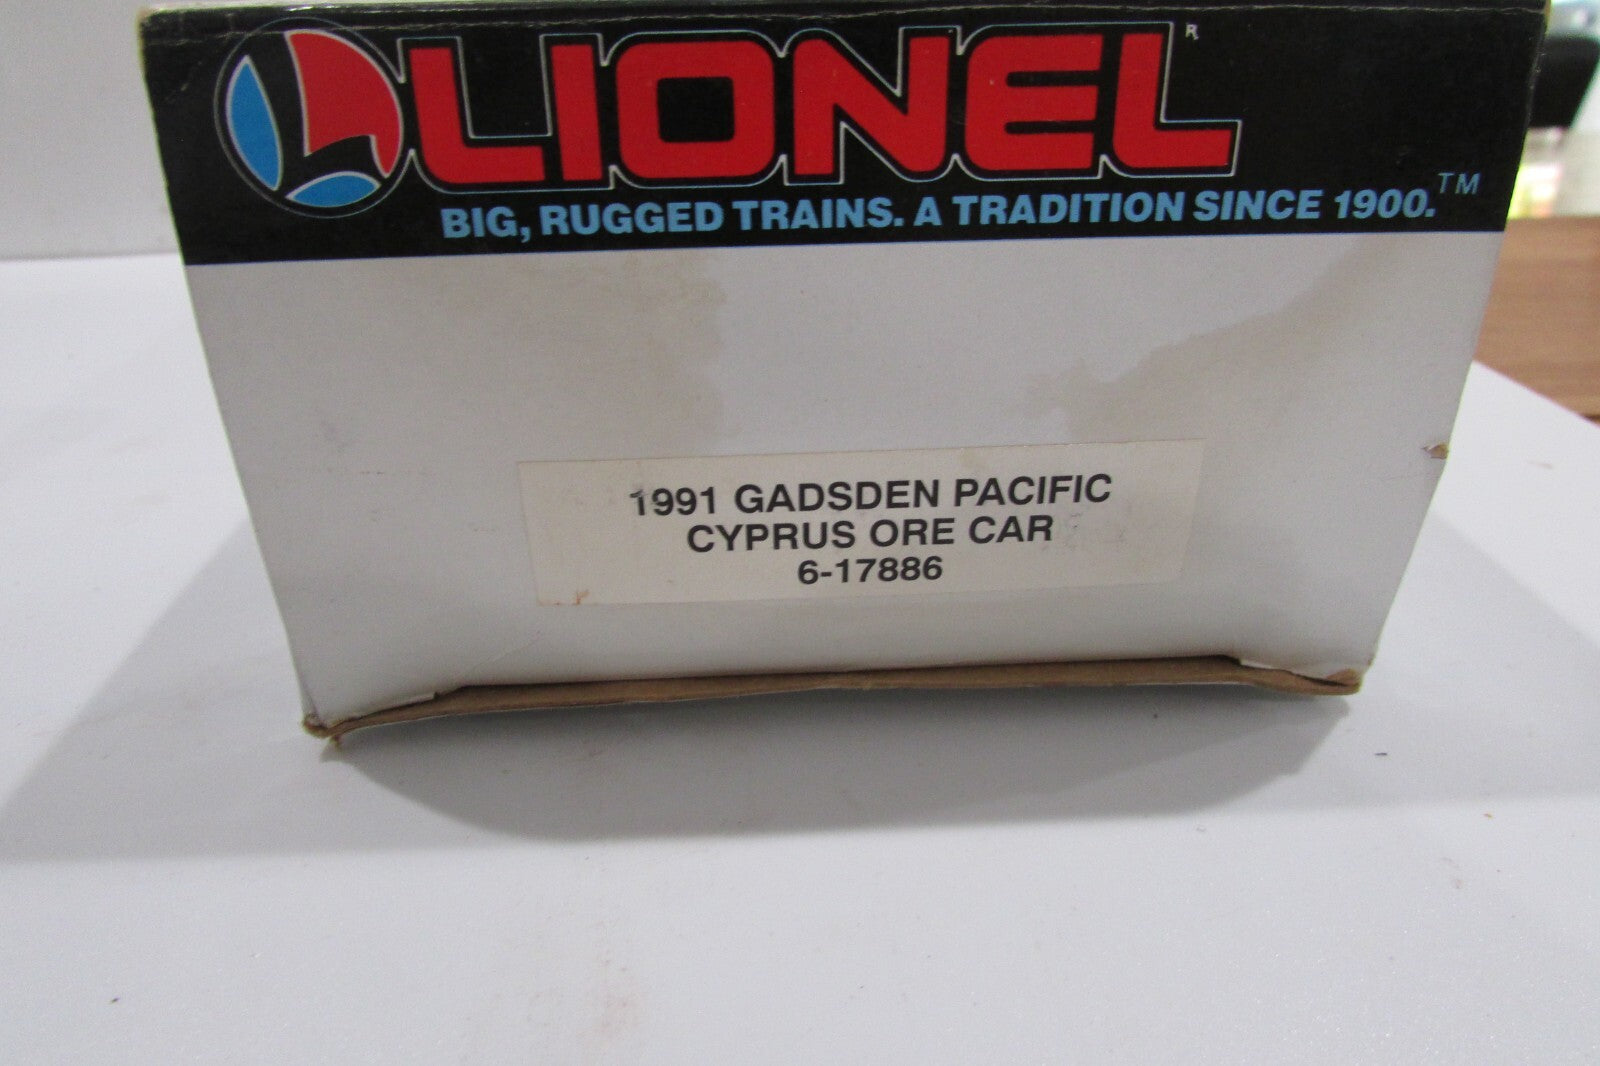 LIONEL®
BIG, RUGGED TRAINS. A TRADITION SINCE 1900.™
1991 GADSDEN PACIFIC
CYPRUS ORE CAR
6-17886